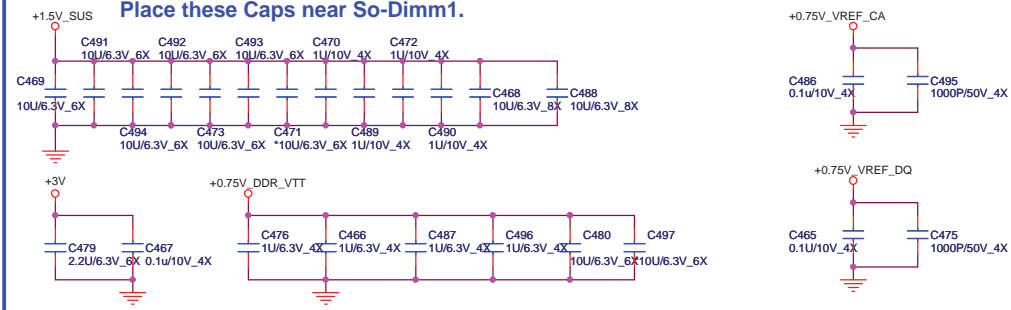 Place these Caps near So-Dimm1.
+1.5V_SUS
+0.75V_VREF_CA
C491
10U/6.3V_6X
C492
10U/6.3V_6X
C493
10U/6.3V_6X
C470
1U/10V_4X
C472
1U/10V_4X
C469
10U/6.3V_6X
C468
10U/6.3V_8X
C488
10U/6.3V_8X
C494
10U/6.3V_6X
C473
10U/6.3V_6X
C471
*10U/6.3V_6X
C489
1U/10V_4X
C490
1U/10V_4X
C486
0.1u/10V_4X
C495
1000P/50V_4X
+3V
+0.75V_DDR_VTT
+0.75V_VREF_DQ
C479
2.2U/6.3V_6X
C467
0.1u/10V_4X
C476
1U/6.3V_4X
C466
1U/6.3V_4X
C487
1U/6.3V_4X
C496
1U/6.3V_4X
C480
10U/6.3V_6X
C497
*10U/6.3V_6X
C465
0.1U/10V_4X
C475
1000P/50V_4X